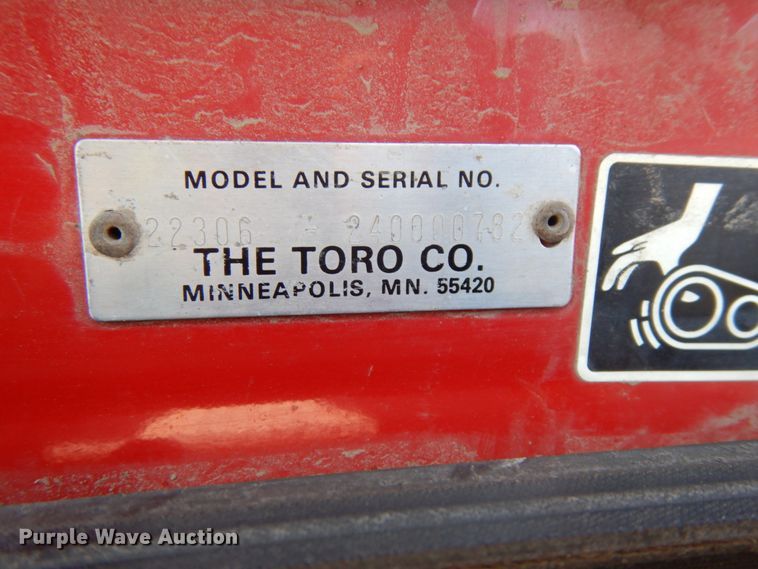 MODEL AND SERIAL NO.
22306 - 240000782
THE TORO CO.
MINNEAPOLIS, MN. 55420
Purple Wave Auction